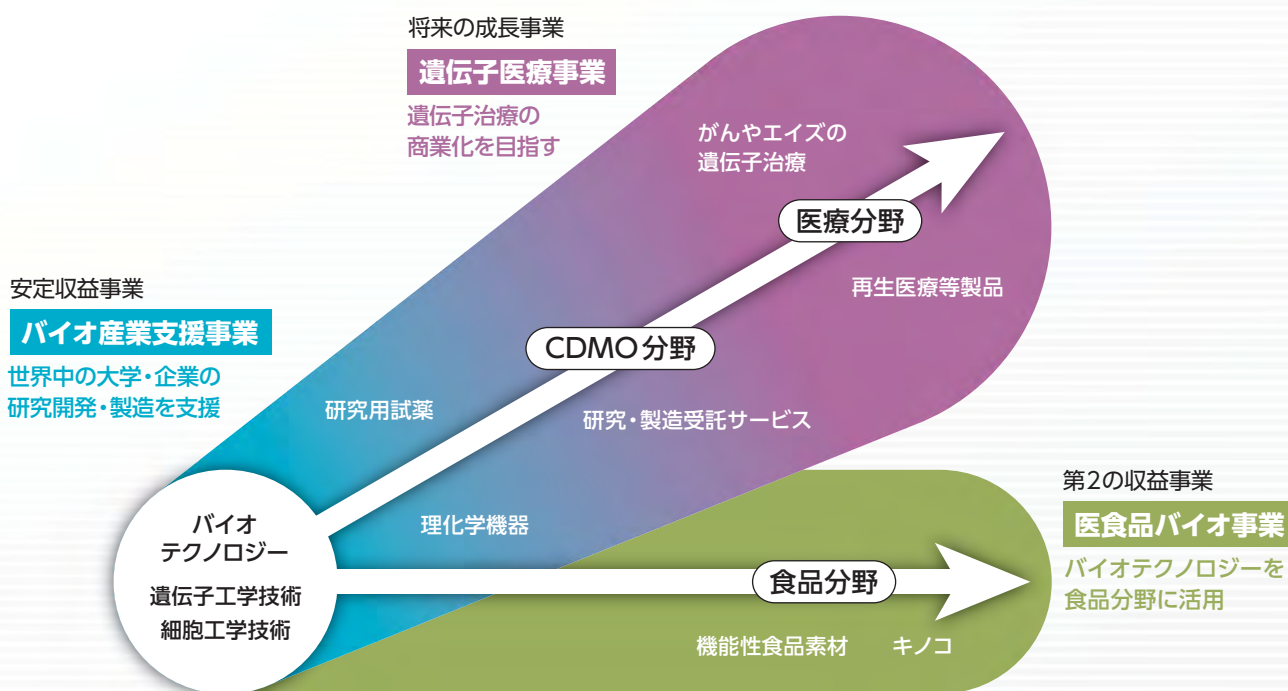 将来の成長事業
遺伝子医療事業
遺伝子治療の
商業化を目指す
がんやエイズの
遺伝子治療
医療分野
再生医療等製品
安定収益事業
バイオ産業支援事業
世界中の大学・企業の
研究開発・製造を支援
CDMO分野
研究用試薬
研究・製造受託サービス
理化学機器
バイオ
テクノロジー
遺伝子工学技術
細胞工学技術
第2の収益事業
医食品バイオ事業
バイオテクノロジーを
食品分野に活用
食品分野
機能性食品素材
キノコ